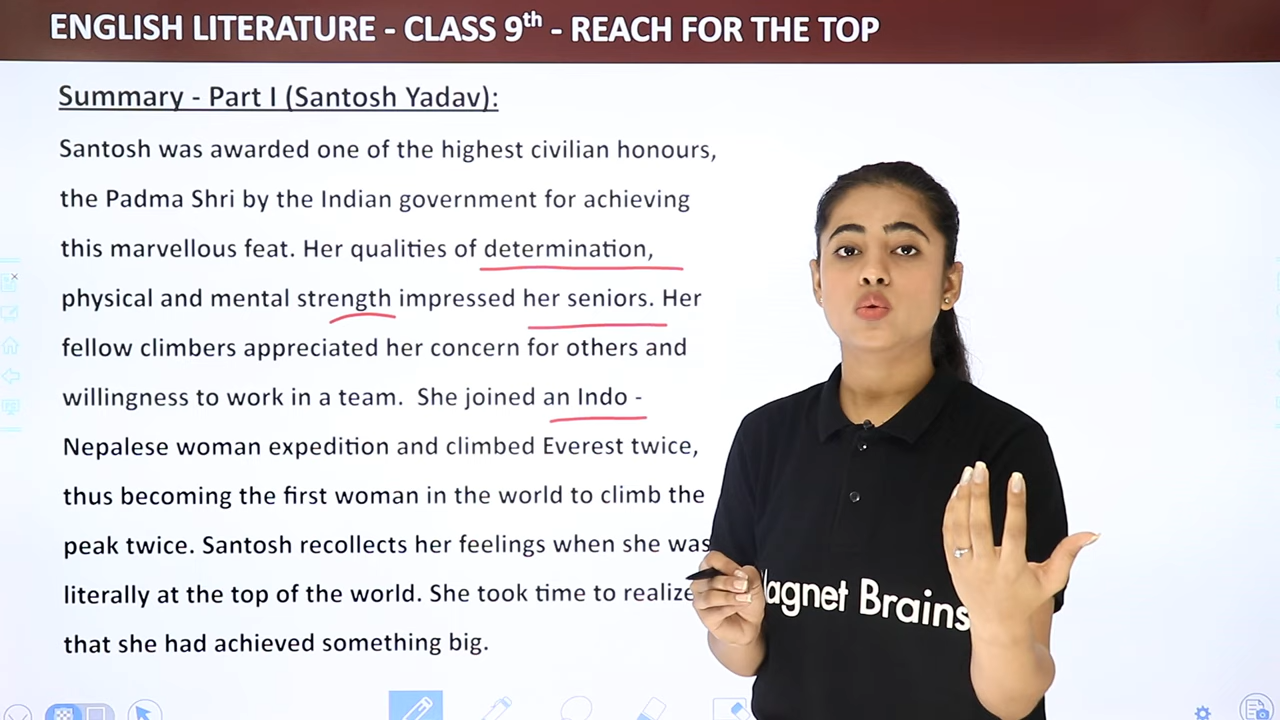 ENGLISH LITERATURE - CLASS 9th - REACH FOR THE TOP
Summary - Part I (Santosh Yadav):
Santosh was awarded one of the highest civilian honours,
the Padma Shri by the Indian government for achieving
this marvellous feat. Her qualities of determination,
physical and mental strength impressed her seniors. Her
fellow climbers appreciated her concern for others and
willingness to work in a team. She joined an Indo -
Nepalese woman expedition and climbed Everest twice,
thus becoming the first woman in the world to climb the
peak twice. Santosh recollects her feelings when she was
literally at the top of the world. She took time to realize
that she had achieved something big.
Magnet Brains